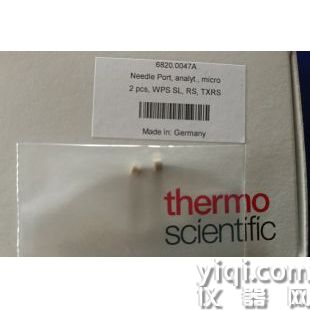 6820.0047A
Needle Port, analyt., micro
2 pcs, WPS SL, RS, TXRS
Made in: Germany
thermo
scientific
yiqi.com
仪器网